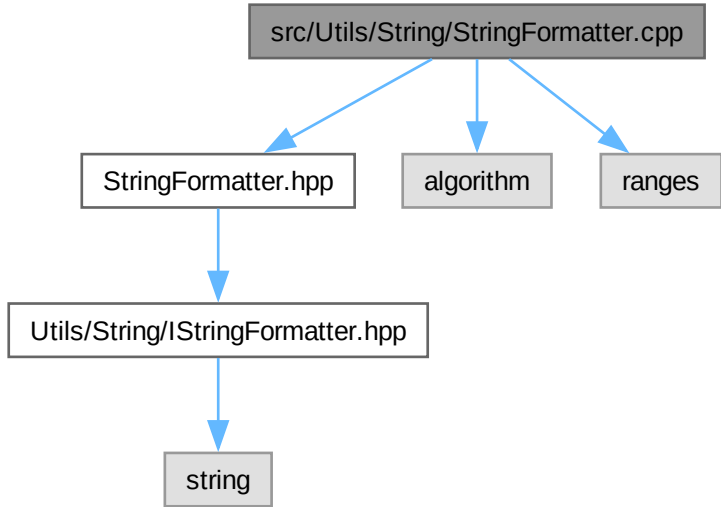 src/Utils/String/StringFormatter.cpp
StringFormatter.hpp
algorithm
ranges
Utils/String/IStringFormatter.hpp
string